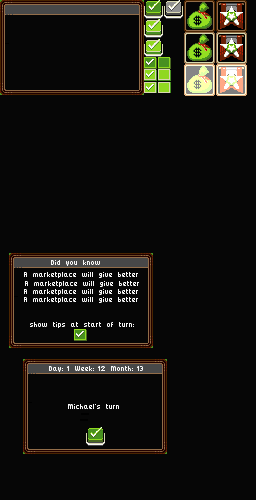 Did you know
A marketplace will give better
A marketplace will give better
A marketplace will give better
A marketplace will give better
show tips at start of turn:
Day: 1 Week: 12 Month: 13
Michael's turn